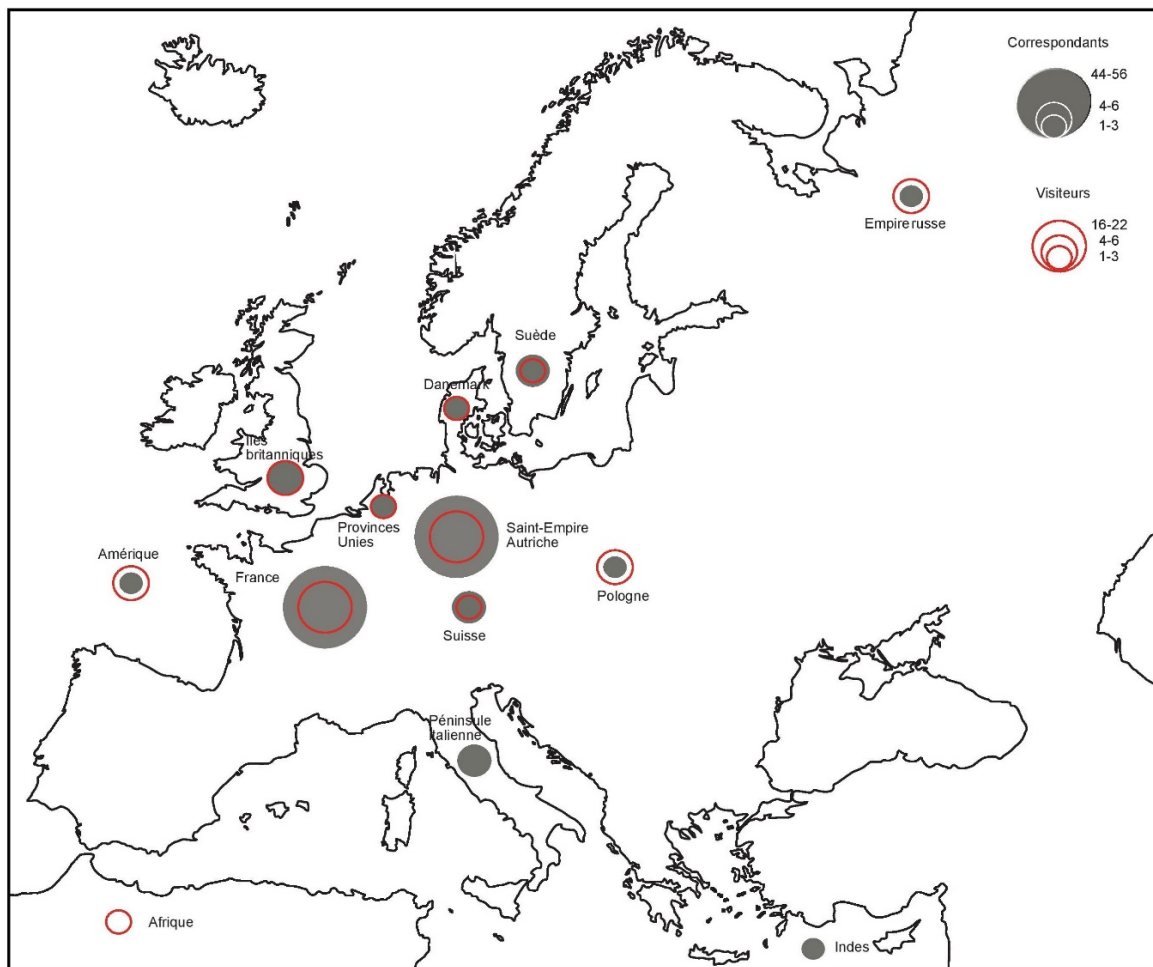 Correspondants
44-56
4-6
1-3
Visiteurs
16-22
4-6
1-3
Empire russe
Suède
Danemark
Iles
britanniques
Provinces
Unies
Saint-Empire
Autriche
Amérique
France
Pologne
Suisse
Péninsule
italienne
Afrique
Indes